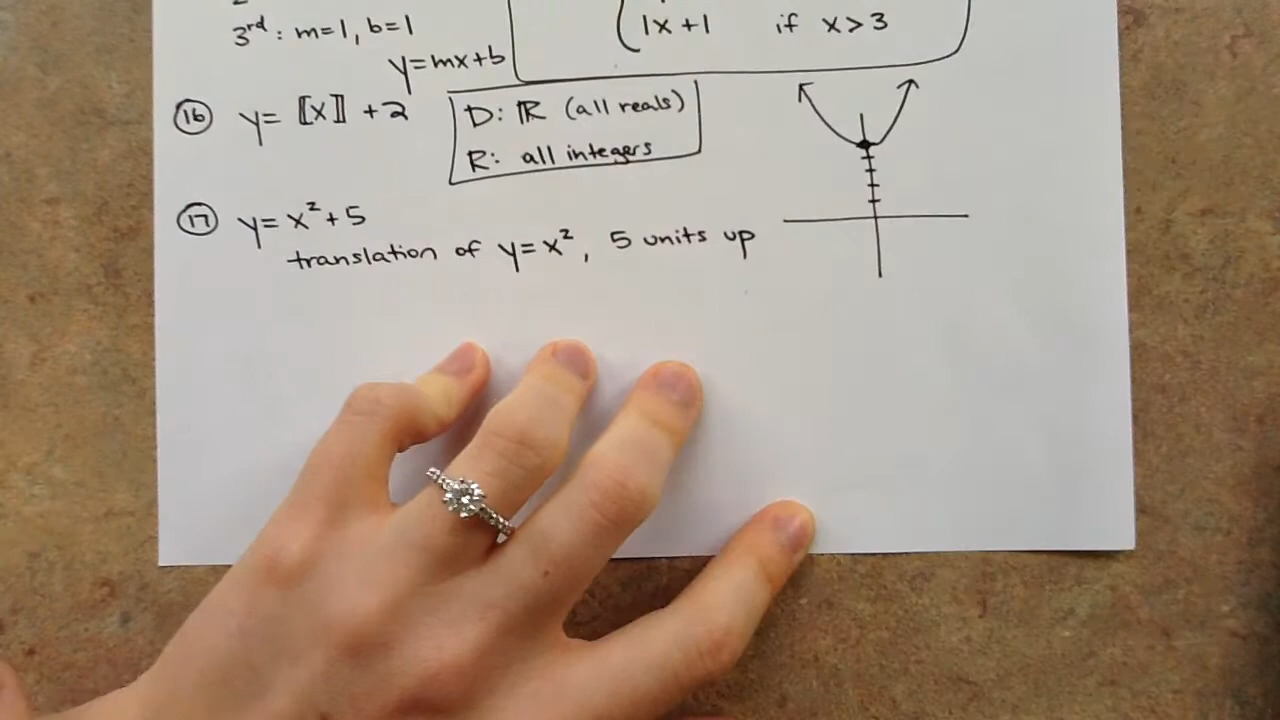 3rd: m=1, b=1
y=mx+b
1x+1 if x>3
16 y= ⟦x⟧ +2
D: ℝ (all reals)
R: all integers
17 y= x²+5
translation of y=x², 5 units up